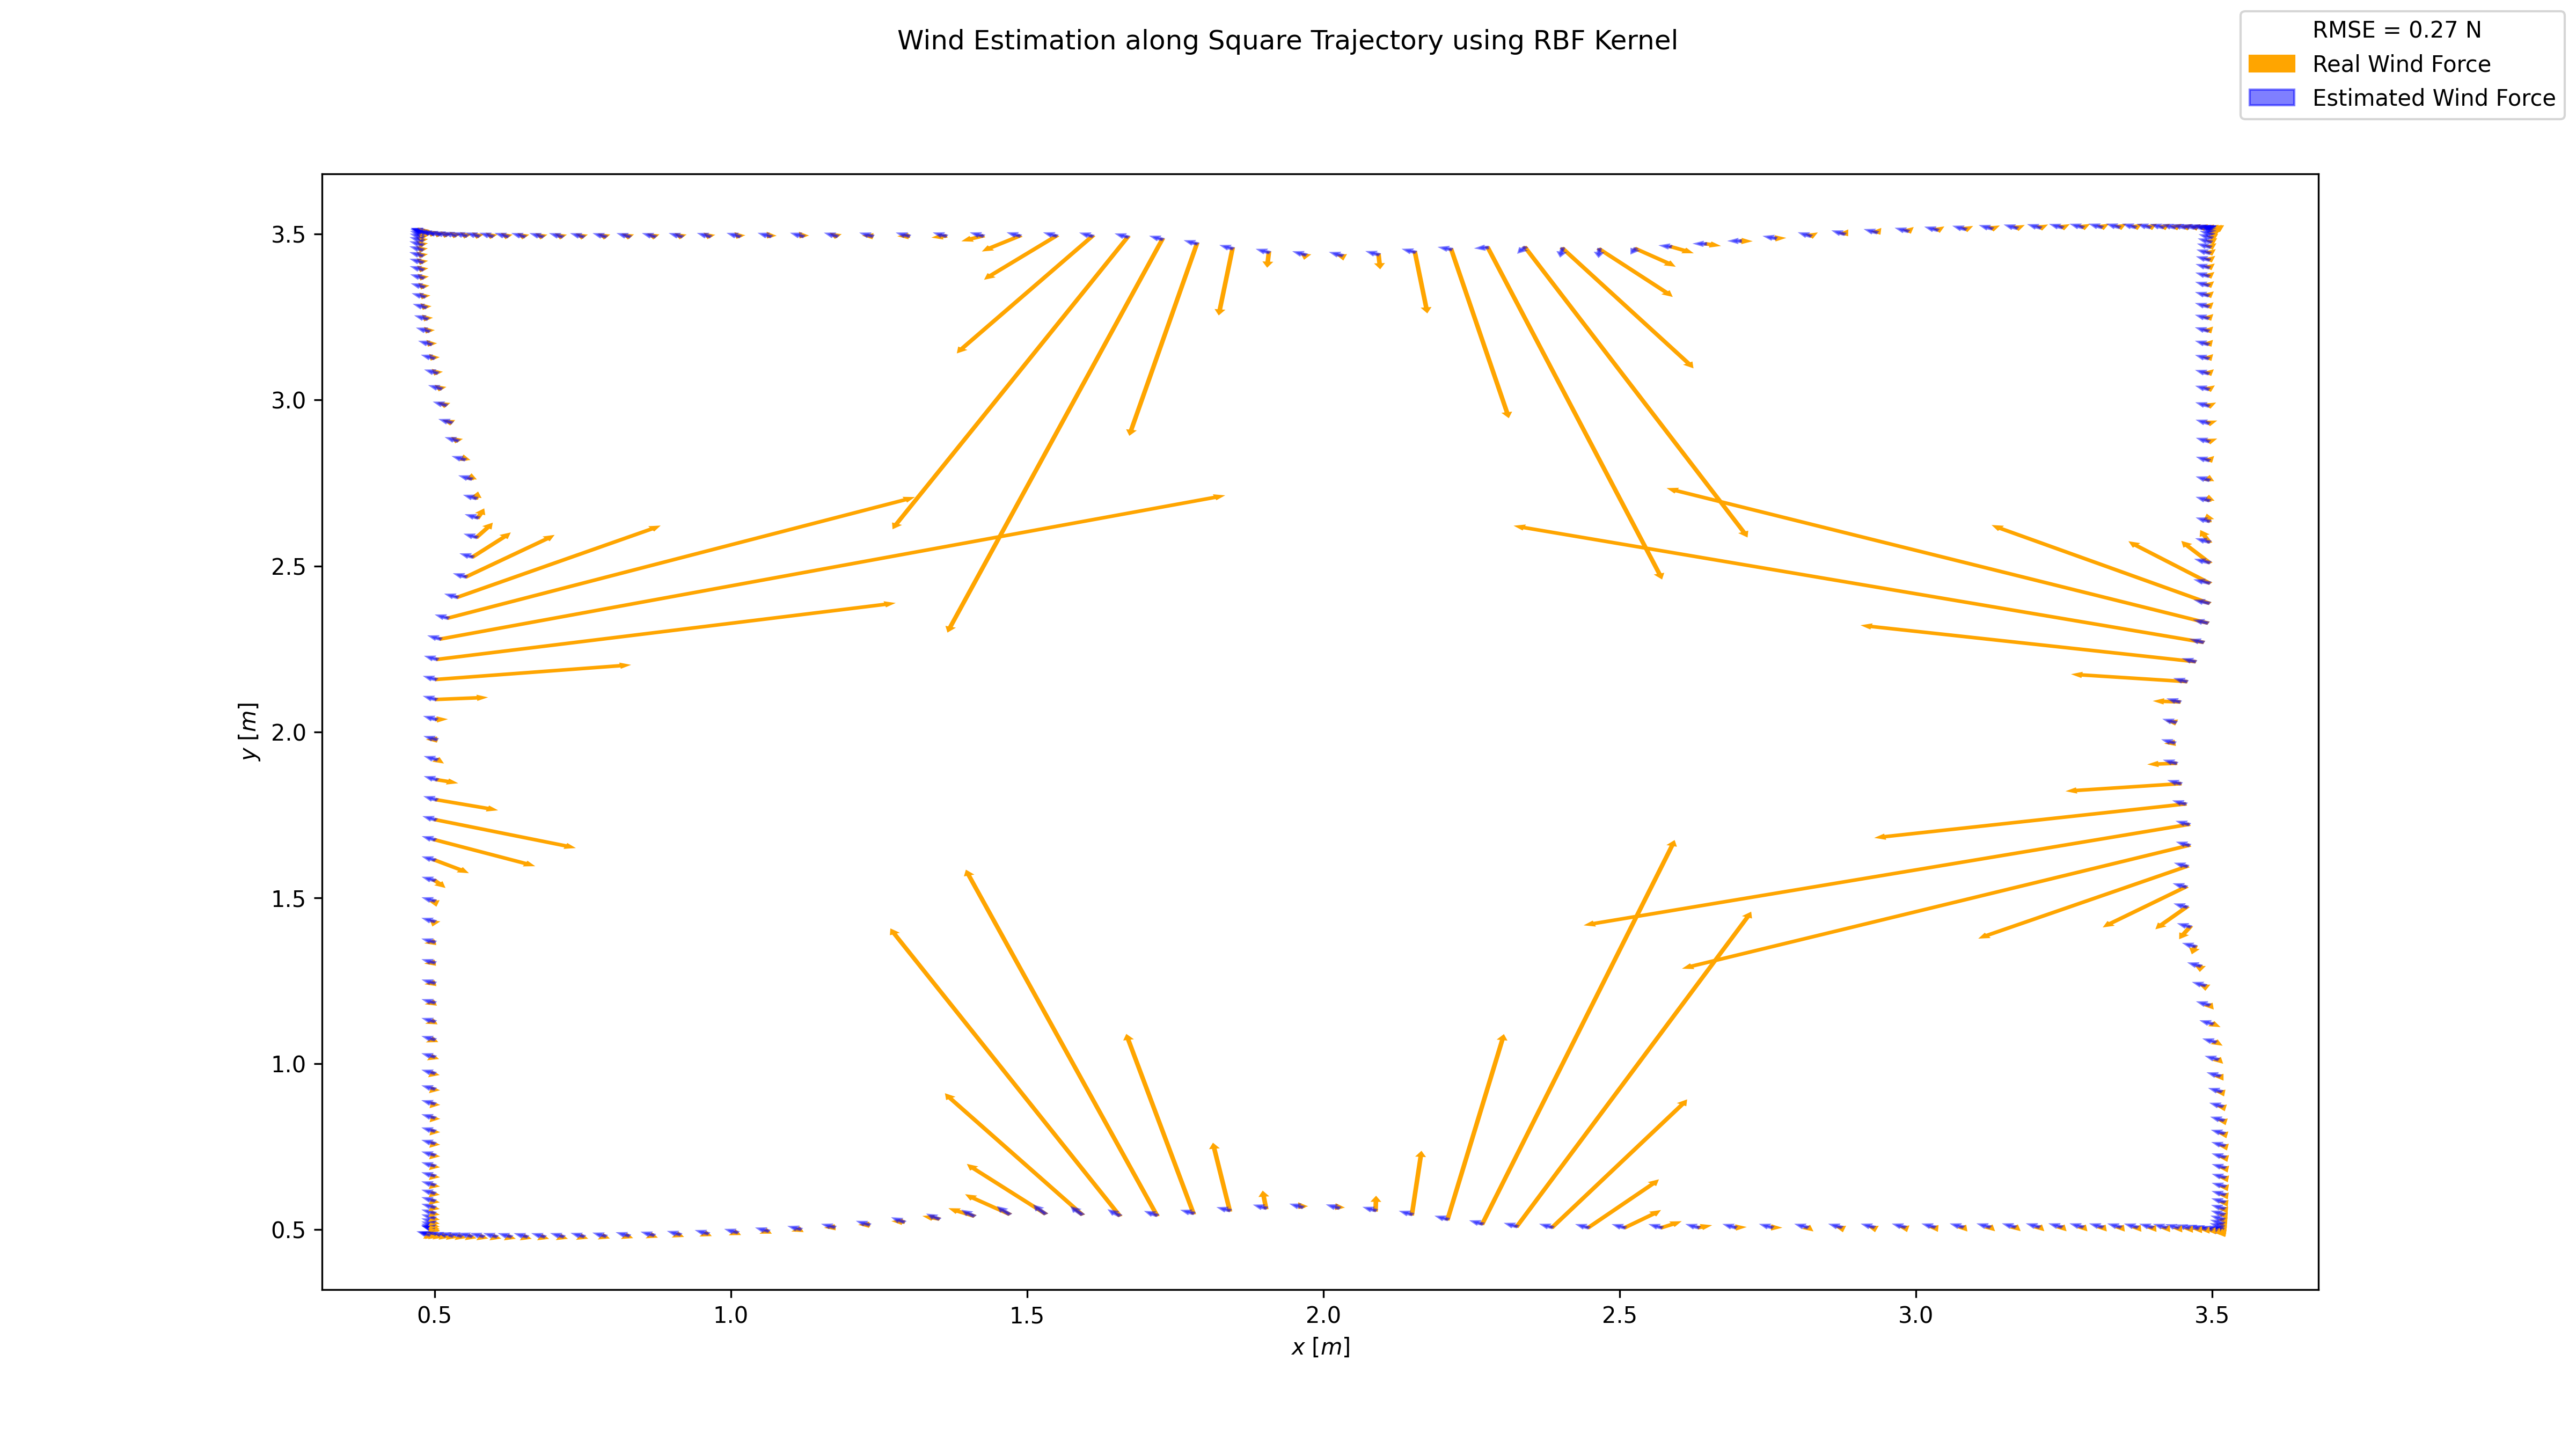 Wind Estimation along Square Trajectory using RBF Kernel
RMSE = 0.27 N
Real Wind Force
Estimated Wind Force
3.5
3.0
2.5
2.0
1.5
1.0
0.5
y [m]
0.5 1.0 1.5 2.0 2.5 3.0 3.5
x [m]